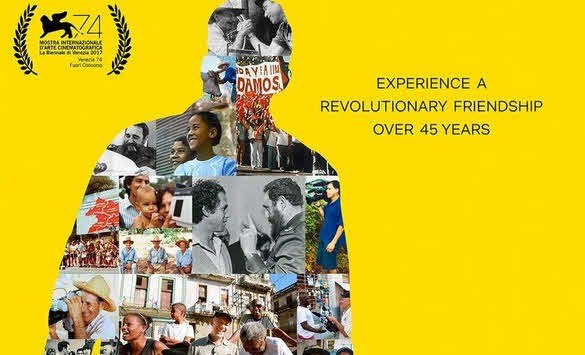 74
MOSTRA INTERNAZIONALE
D'ARTE CINEMATOGRAFICA
La Biennale di Venezia 2017
Venezia 74
Fuori Concorso
EXPERIENCE A
REVOLUTIONARY FRIENDSHIP
OVER 45 YEARS
DAMOS